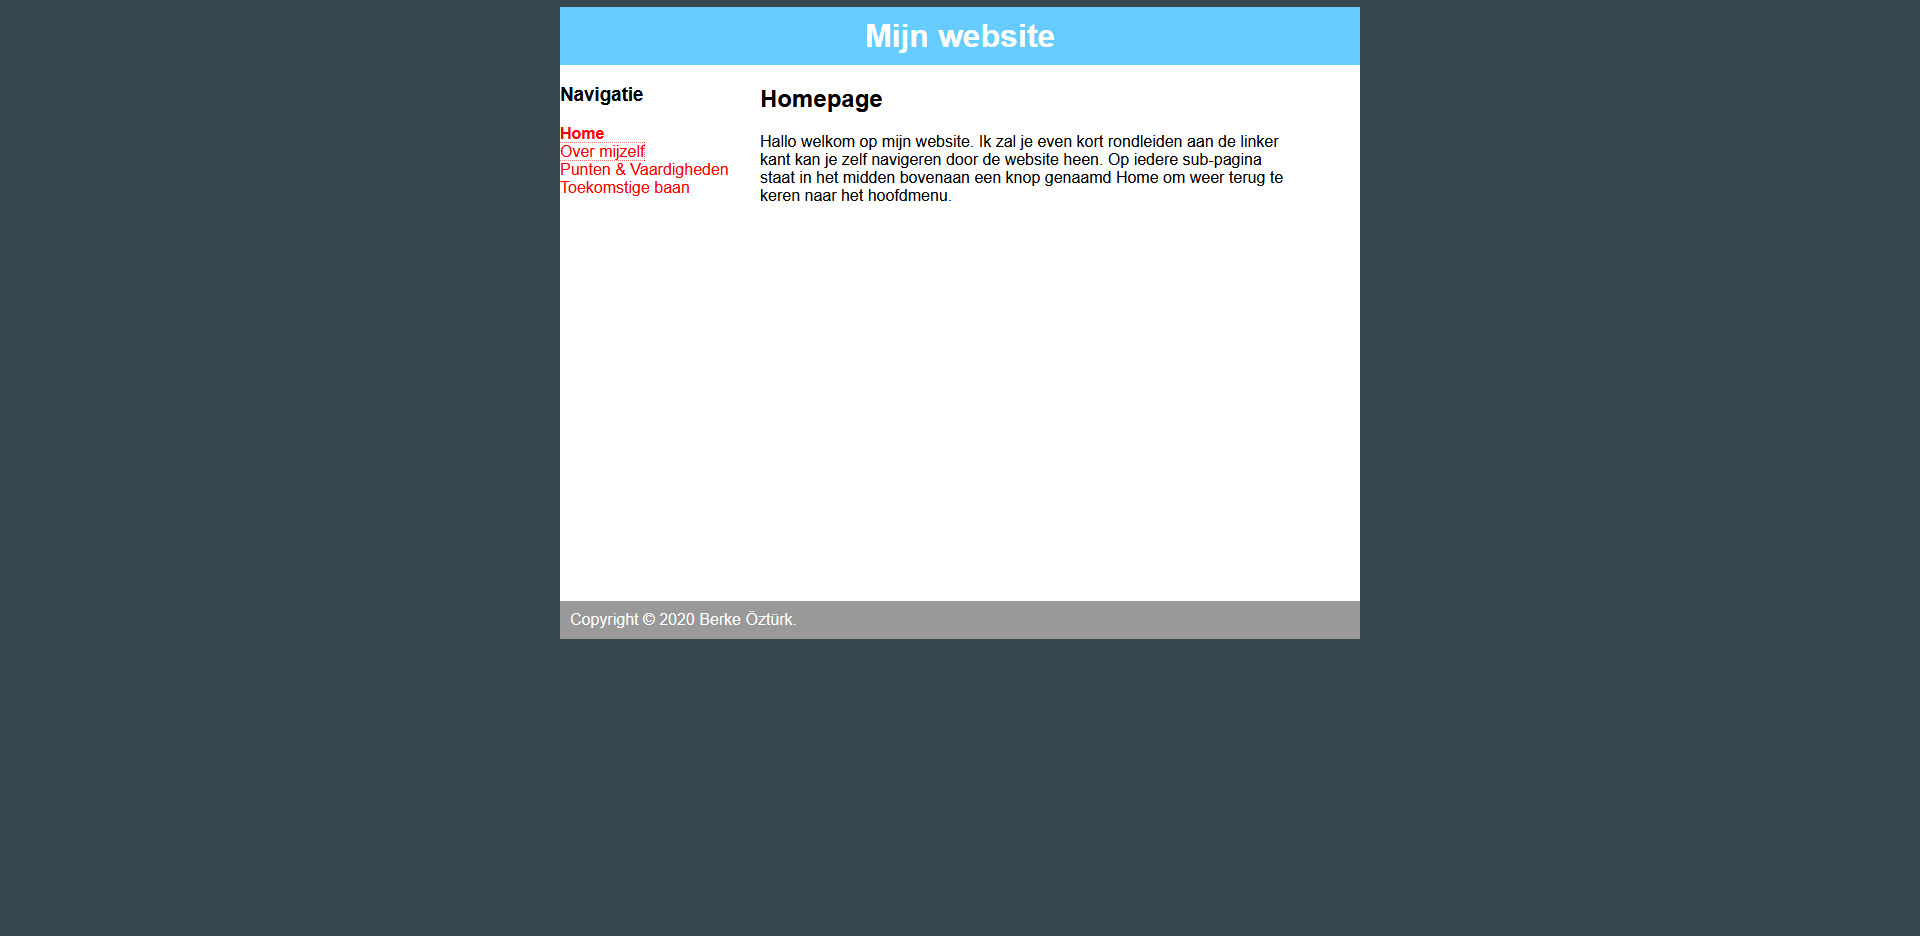 Mijn website
Navigatie
Home
Over mijzelf
Punten & Vaardigheden
Toekomstige baan
Homepage
Hallo welkom op mijn website. Ik zal je even kort rondleiden aan de linker
kant kan je zelf navigeren door de website heen. Op iedere sub-pagina
staat in het midden bovenaan een knop genaamd Home om weer terug te
keren naar het hoofdmenu.
Copyright © 2020 Berke Öztürk.